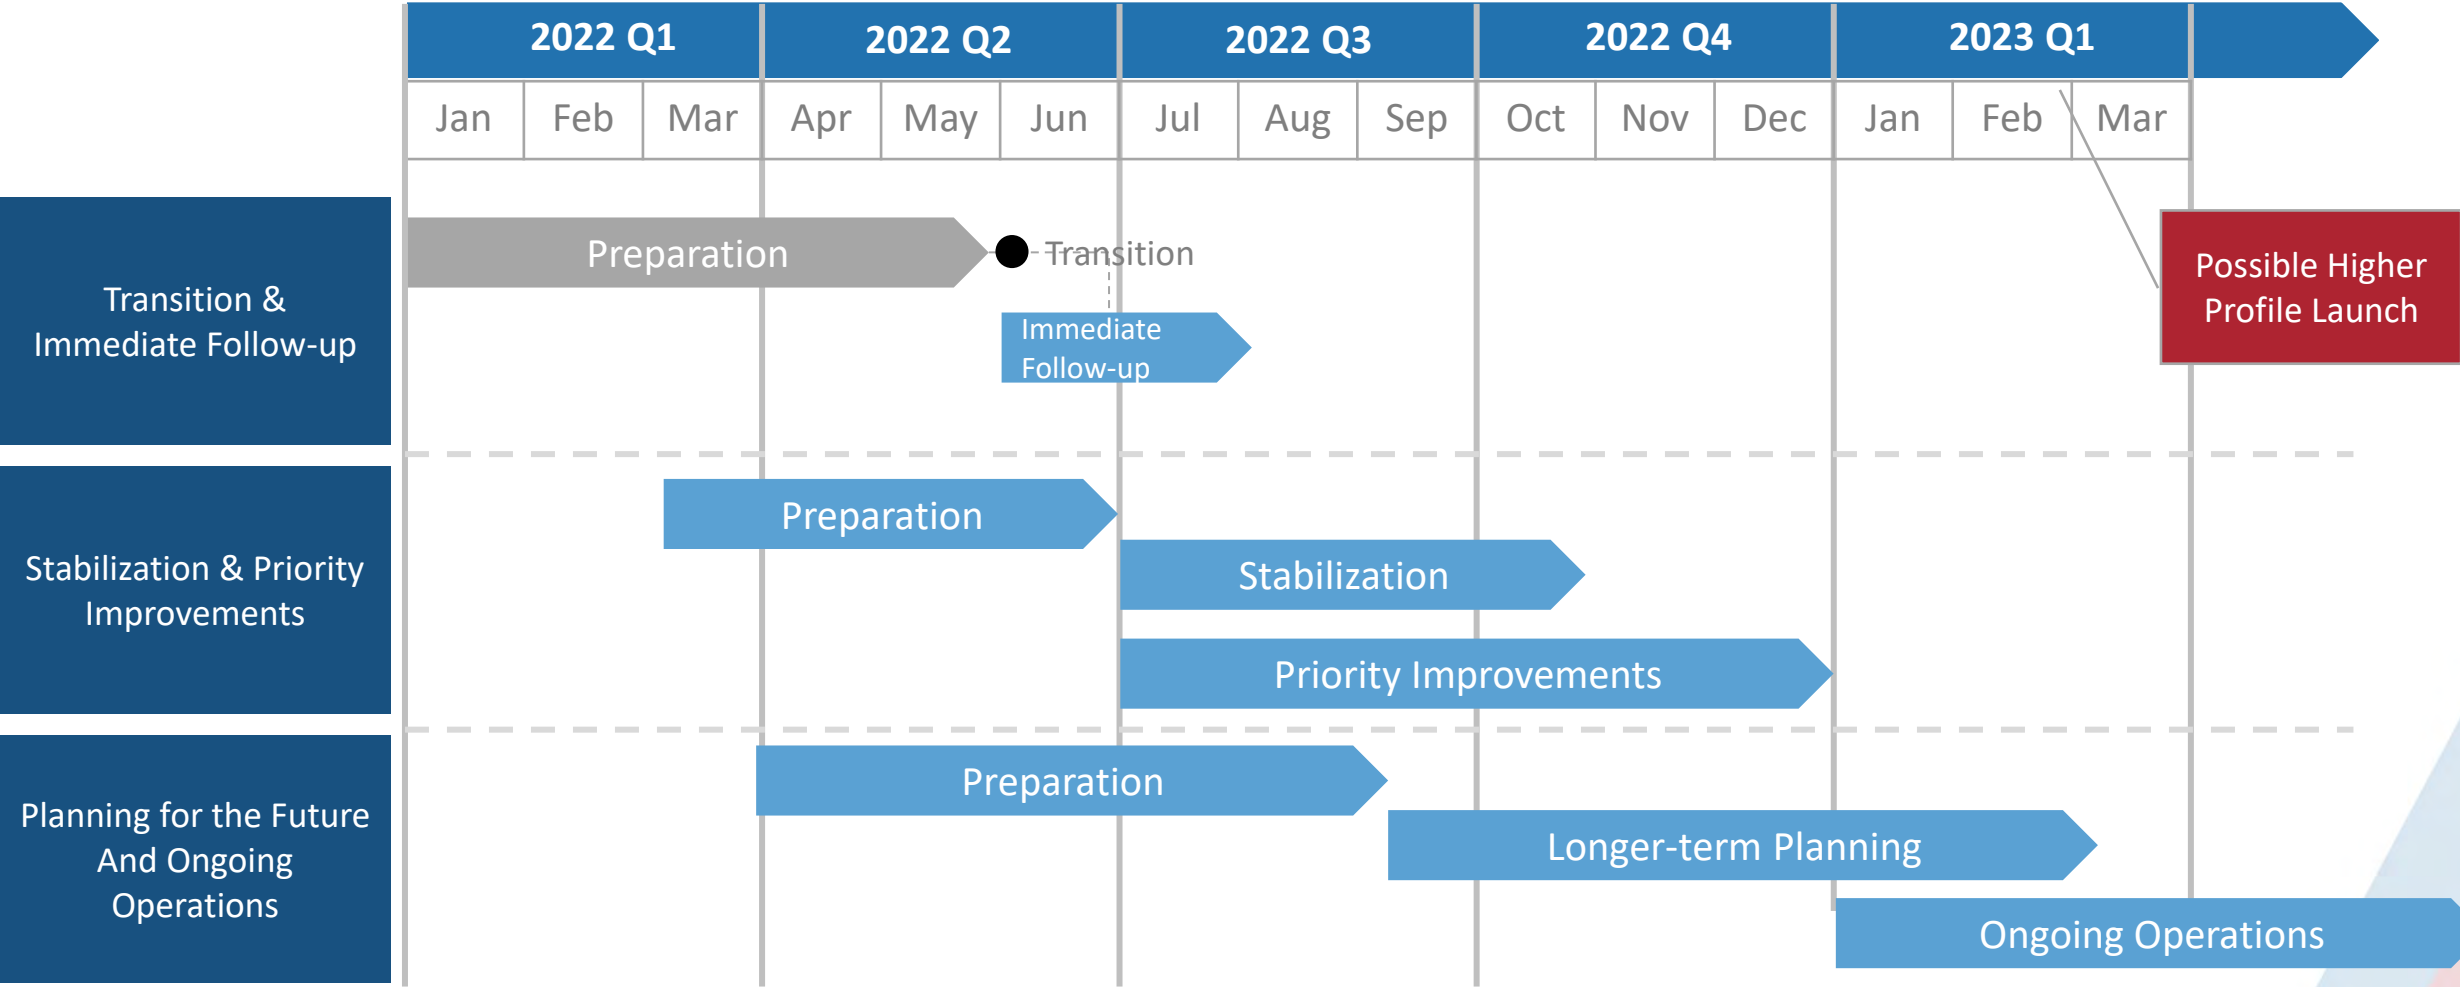 2022 Q1 2022 Q2 2022 Q3 2022 Q4 2023 Q1
Jan Feb Mar Apr May Jun Jul Aug Sep Oct Nov Dec Jan Feb Mar
Transition &
Immediate Follow-up
Preparation
Transition
Immediate
Follow-up
Possible Higher
Profile Launch
Stabilization & Priority
Improvements
Preparation
Stabilization
Priority Improvements
Planning for the Future
And Ongoing
Operations
Preparation
Longer-term Planning
Ongoing Operations